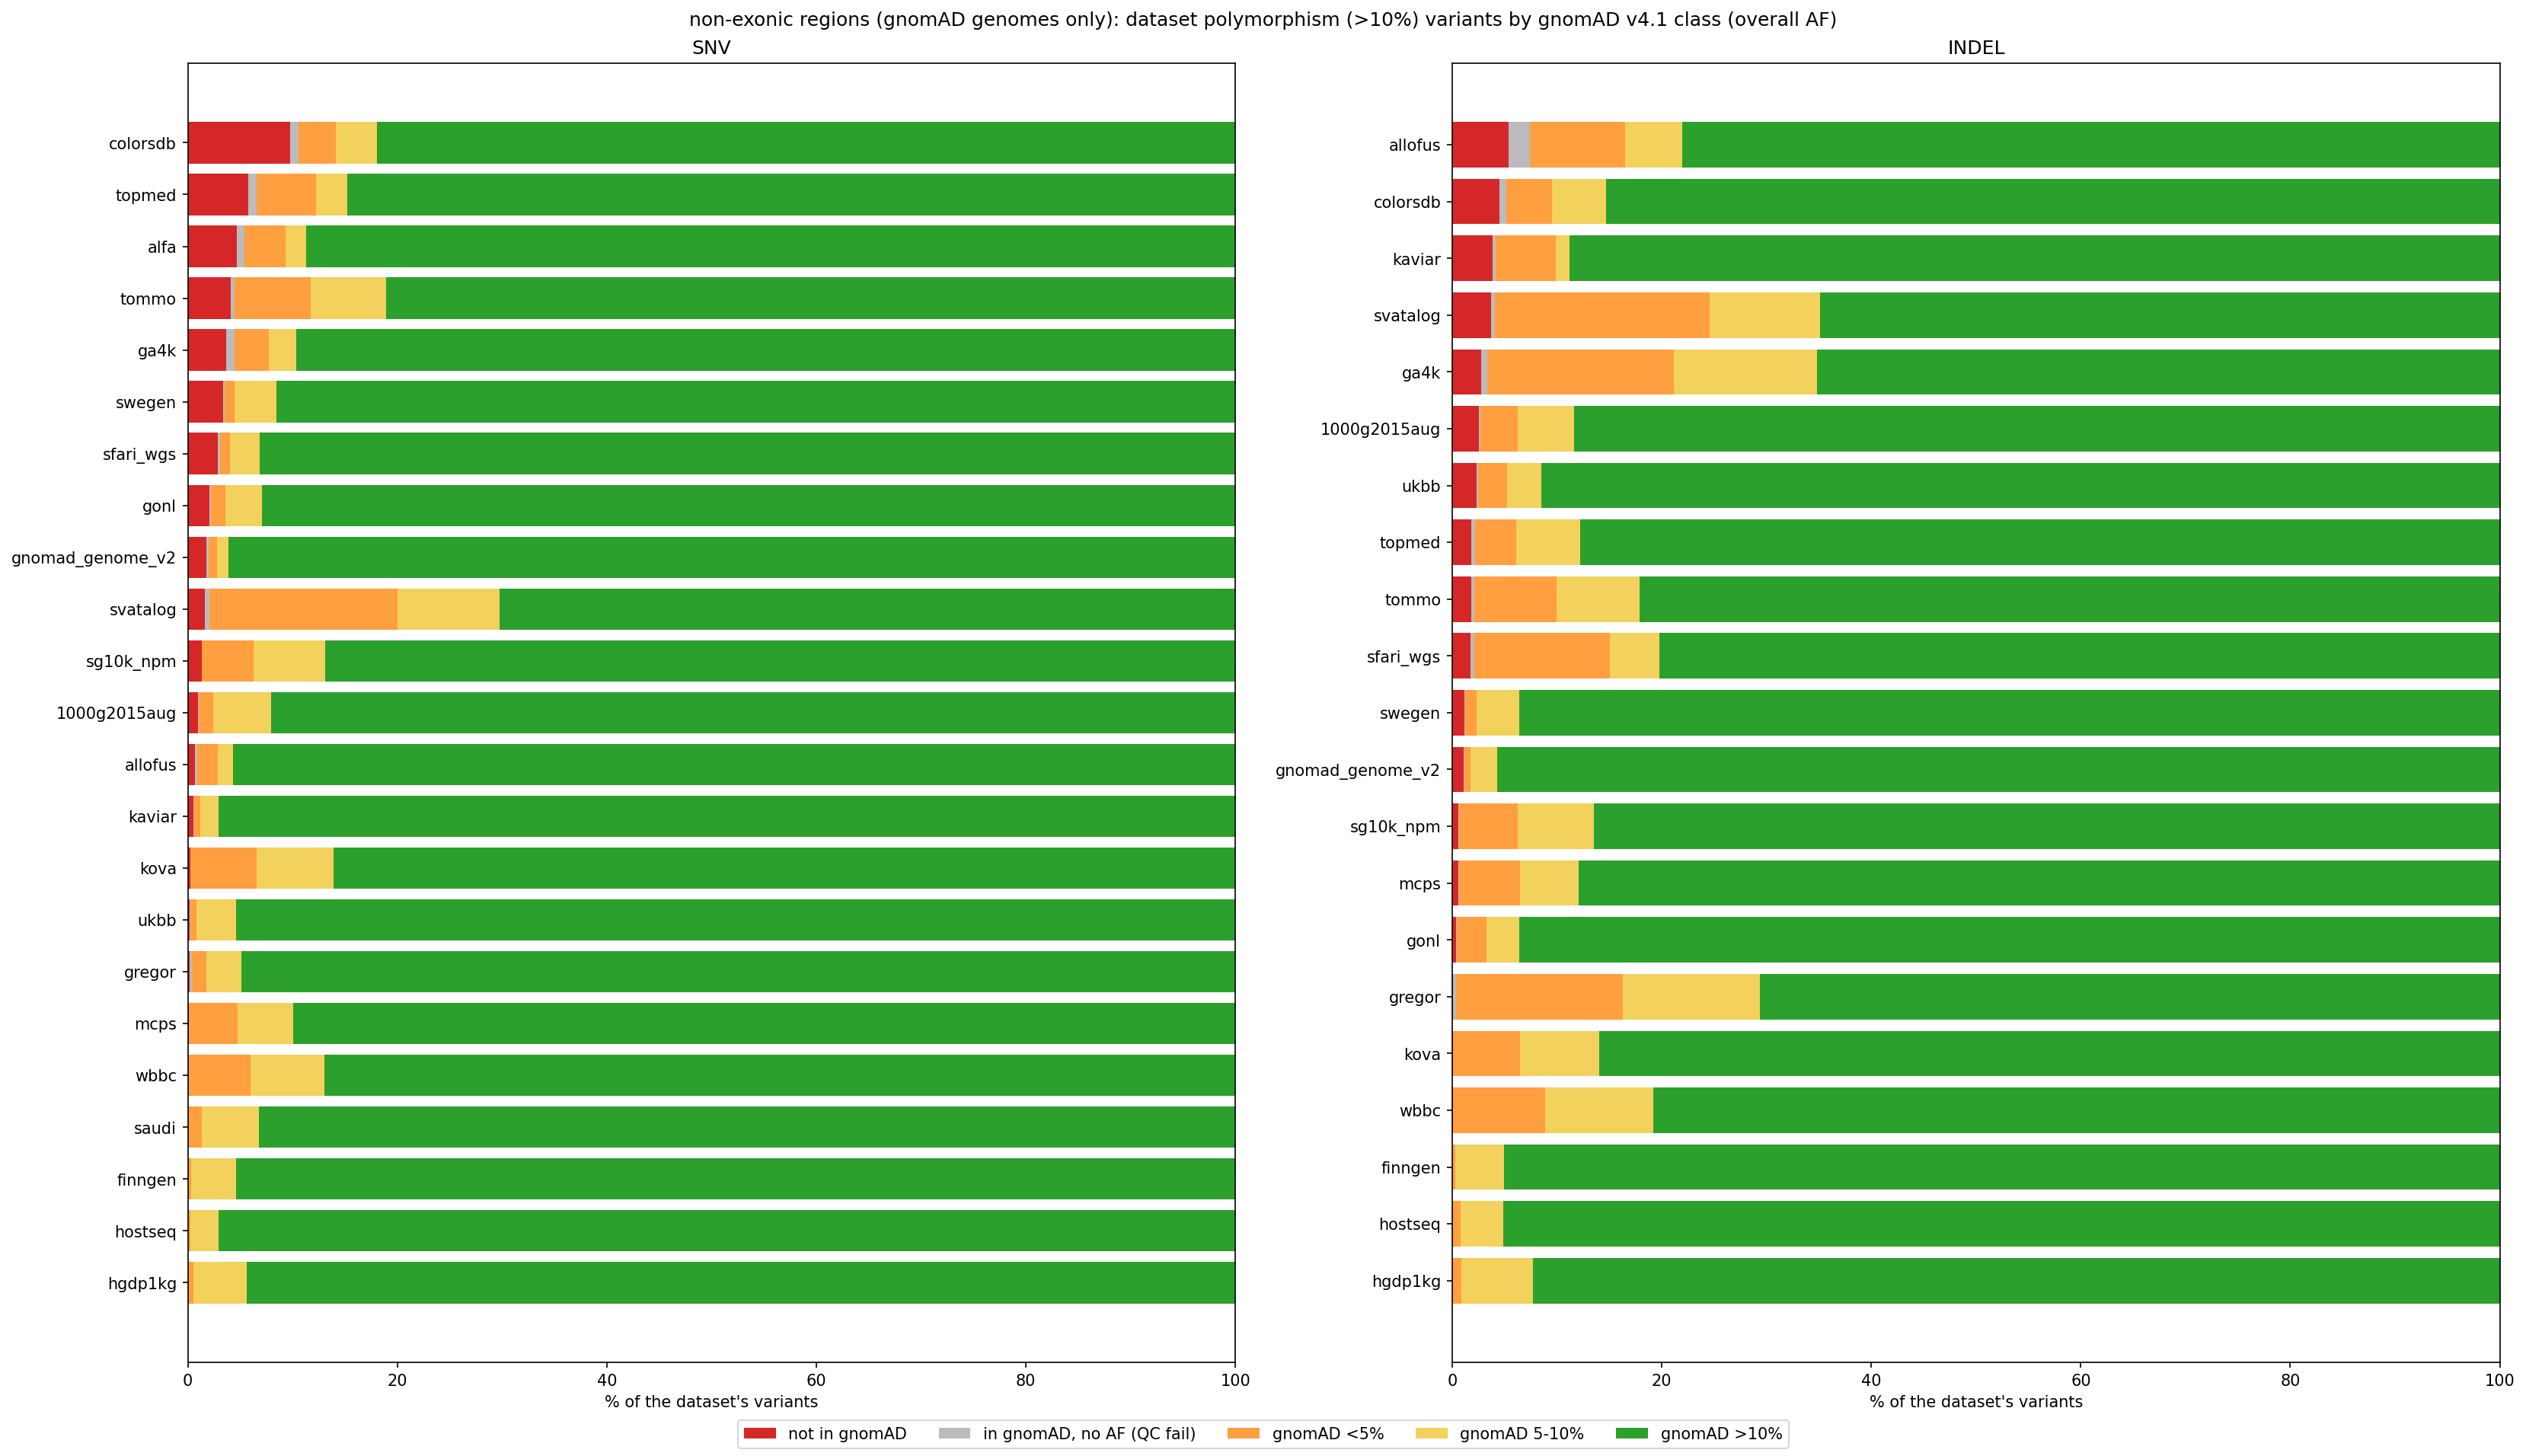 non-exonic regions (gnomAD genomes only): dataset polymorphism (>10%) variants by gnomAD v4.1 class (overall AF)
SNV
colorsdb
topmed
alfa
tommo
ga4k
swegen
sfari_wgs
gonl
gnomad_genome_v2
svatalog
sg10k_npm
1000g2015aug
allofus
kaviar
kova
ukbb
gregor
mcps
wbbc
saudi
finngen
hostseq
hgdp1kg
0 20 40 60 80 100
% of the dataset's variants
INDEL
allofus
colorsdb
kaviar
svatalog
ga4k
1000g2015aug
ukbb
topmed
tommo
sfari_wgs
swegen
gnomad_genome_v2
sg10k_npm
mcps
gonl
gregor
kova
wbbc
finngen
hostseq
hgdp1kg
0 20 40 60 80 100
% of the dataset's variants
not in gnomAD in gnomAD, no AF (QC fail) gnomAD <5% gnomAD 5-10% gnomAD >10%